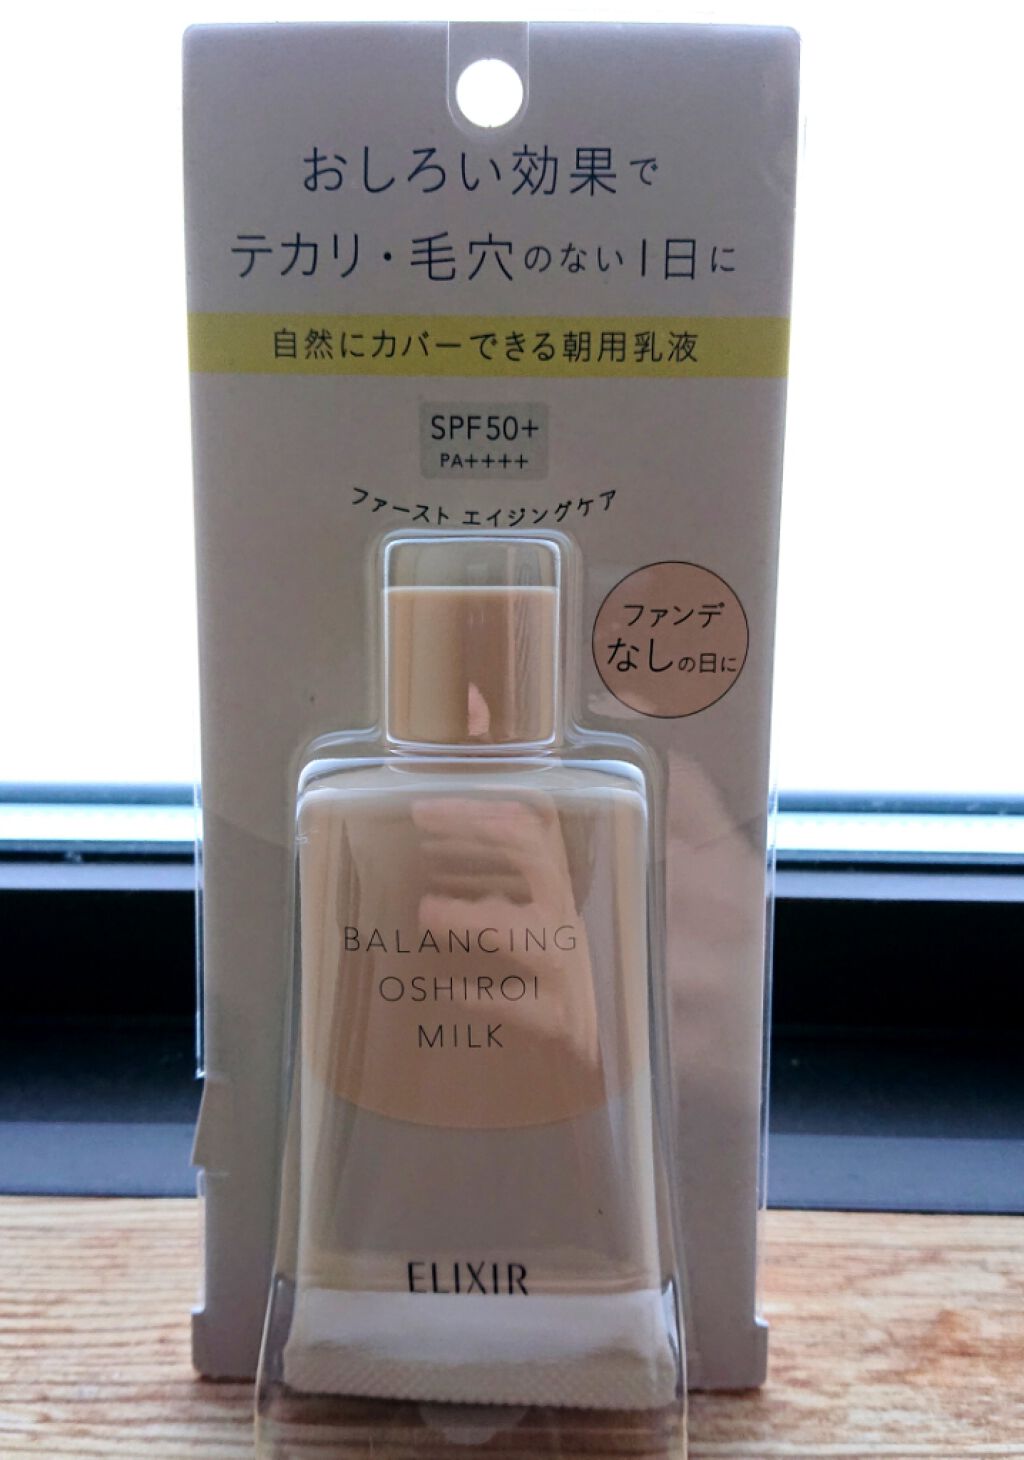 おしろい効果で
テカリ・毛穴のない1日に
自然にカバーできる朝用乳液
SPF50+
PA++++
ファースト エイジングケア
ファンデ
なしの日に
BALANCING
OSHIROI
MILK
ELIXIR